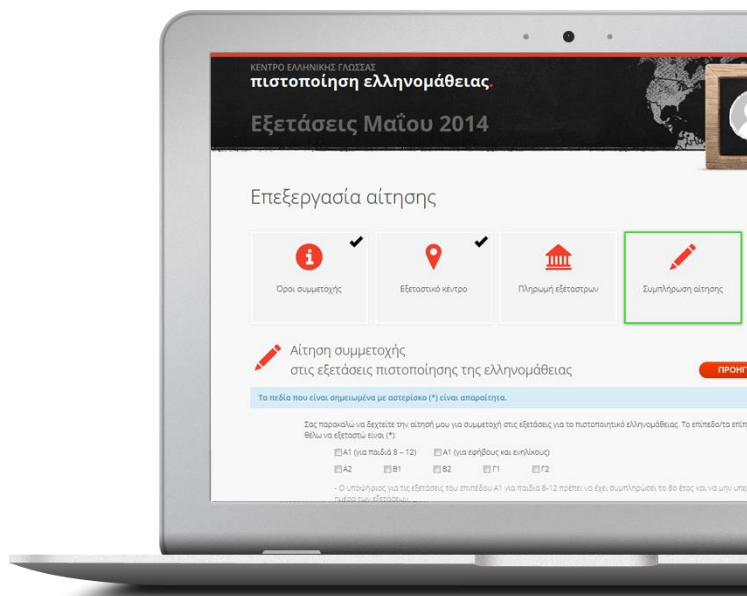 ΚΕΝΤΡΟ ΕΛΛΗΝΙΚΗΣ ΓΛΩΣΣΑΣ
πιστοποίηση ελληνομάθειας.
Εξετάσεις Μαΐου 2014
Επεξεργασία αίτησης
Όροι συμμετοχής
Εξεταστικό κέντρο
Πληρωμή εξέταστρων
Συμπλήρωση αίτησης
Αίτηση συμμετοχής
στις εξετάσεις πιστοποίησης της ελληνομάθειας
ΠΡΟΗΓ
Τα πεδία που είναι σημειωμένα με αστερίσκο (*) είναι απαραίτητα.
Σας παρακαλώ να δεχτείτε την αίτησή μου για συμμετοχή στις εξετάσεις για το πιστοποιητικό ελληνομάθειας. Το επίπεδο/τα επίπ
θέλω να εξεταστώ είναι (*):
Α1 (για παιδιά 8 – 12) Α1 (για εφήβους και ενηλίκους)
Α2 Β1 Β2 Γ1 Γ2
- Ο υποψήφιος για τις εξετάσεις του επιπέδου Α1 για παιδιά 8-12 πρέπει να έχει συμπληρώσει το 8ο έτος και να μην υπε
ημέρα των εξετάσεων.